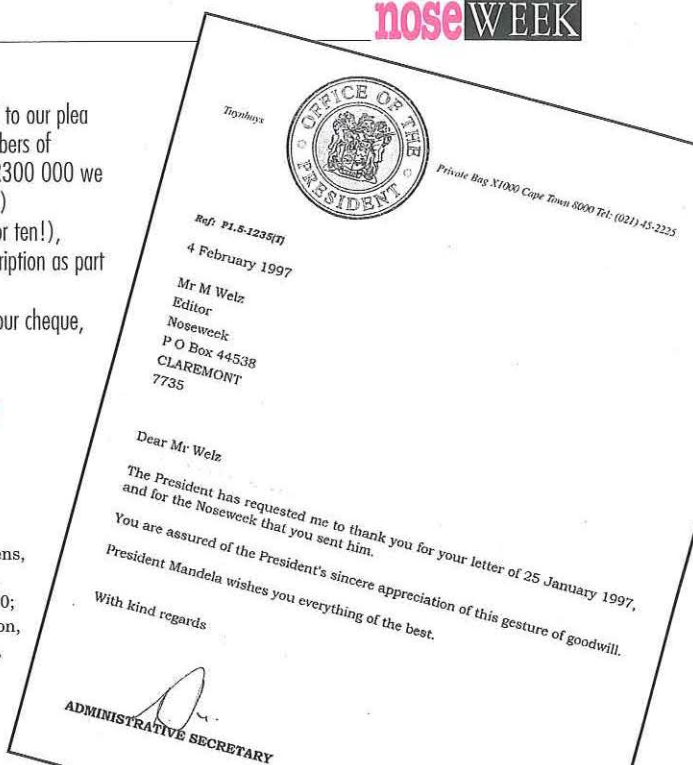 noseWEEK
to our plea
bers of
300 000 we
)
or ten!),
ription as part
our cheque,
ens,
0;
on,
Tuynhuys
OFFICE OF THE PRESIDENT
Private Bag X1000 Cape Town 8000 Tel: (021) 45-2225
Ref: P1.8-1235(T)
4 February 1997
Mr M Welz
Editor
Noseweek
P O Box 44538
CLAREMONT
7735
Dear Mr Welz
The President has requested me to thank you for your letter of 25 January 1997,
and for the Noseweek that you sent him.
You are assured of the President's sincere appreciation of this gesture of goodwill.
President Mandela wishes you everything of the best.
With kind regards
ADMINISTRATIVE SECRETARY